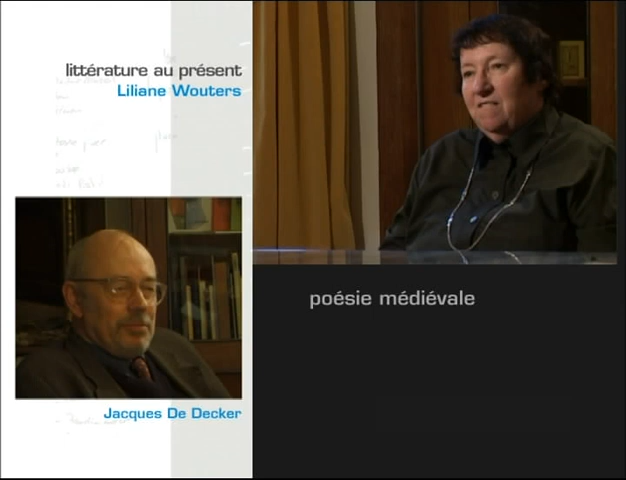 littérature au présent
Liliane Wouters
poésie médiévale
Jacques De Decker